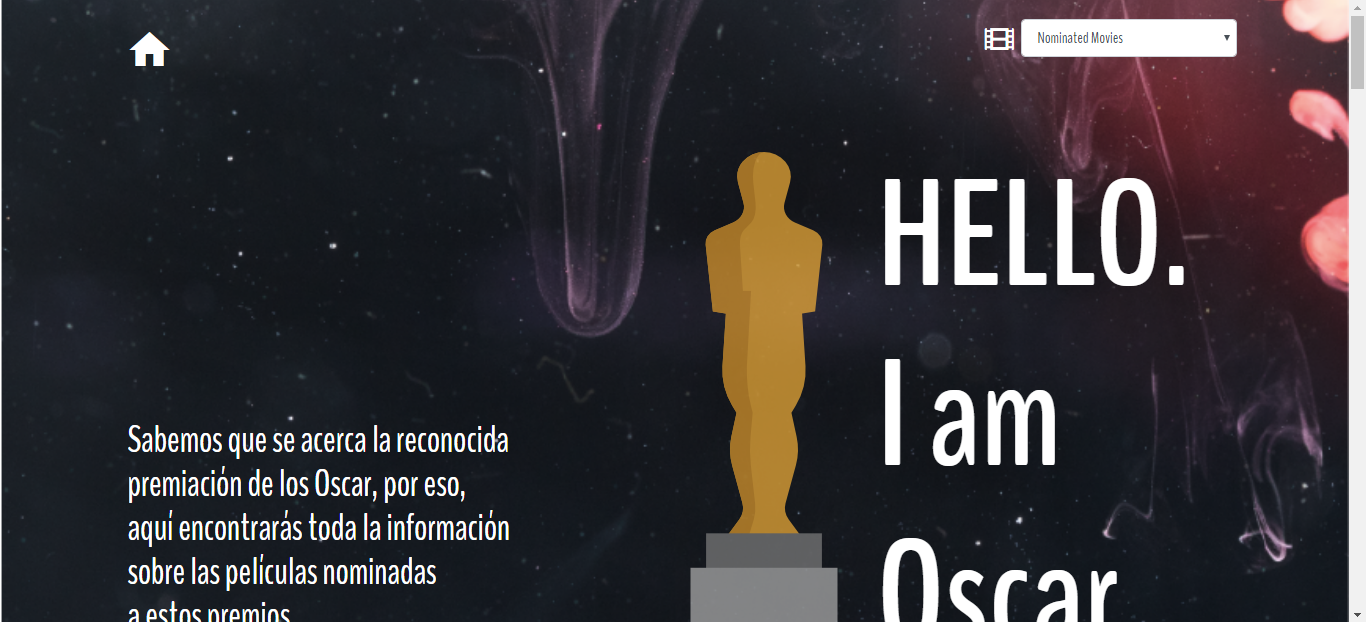 Nominated Movies
HELLO.
I am
Oscar
Sabemos que se acerca la reconocida
premiación de los Oscar, por eso,
aquí encontrarás toda la información
sobre las películas nominadas
a estos premios